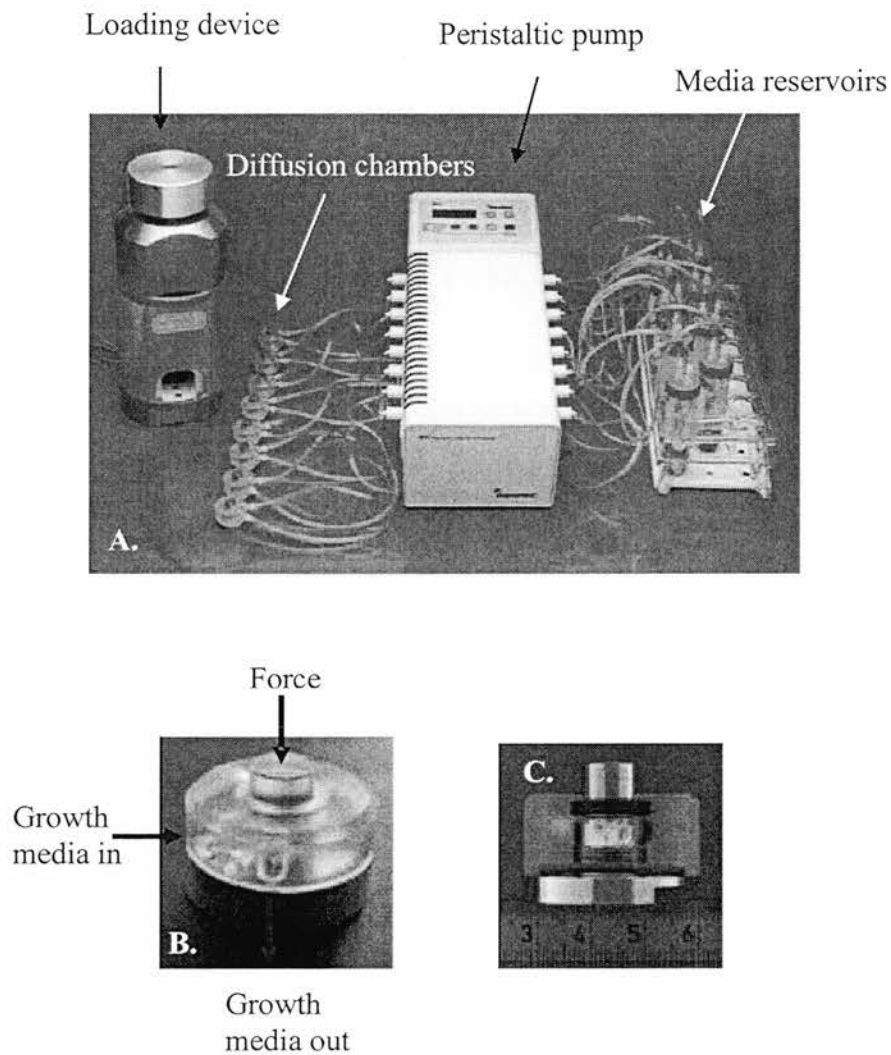 Loading device
Peristaltic pump
Media reservoirs
Diffusion chambers
A.
Force
Growth
media in
B.
Growth
media out
C.
3 4 5 6